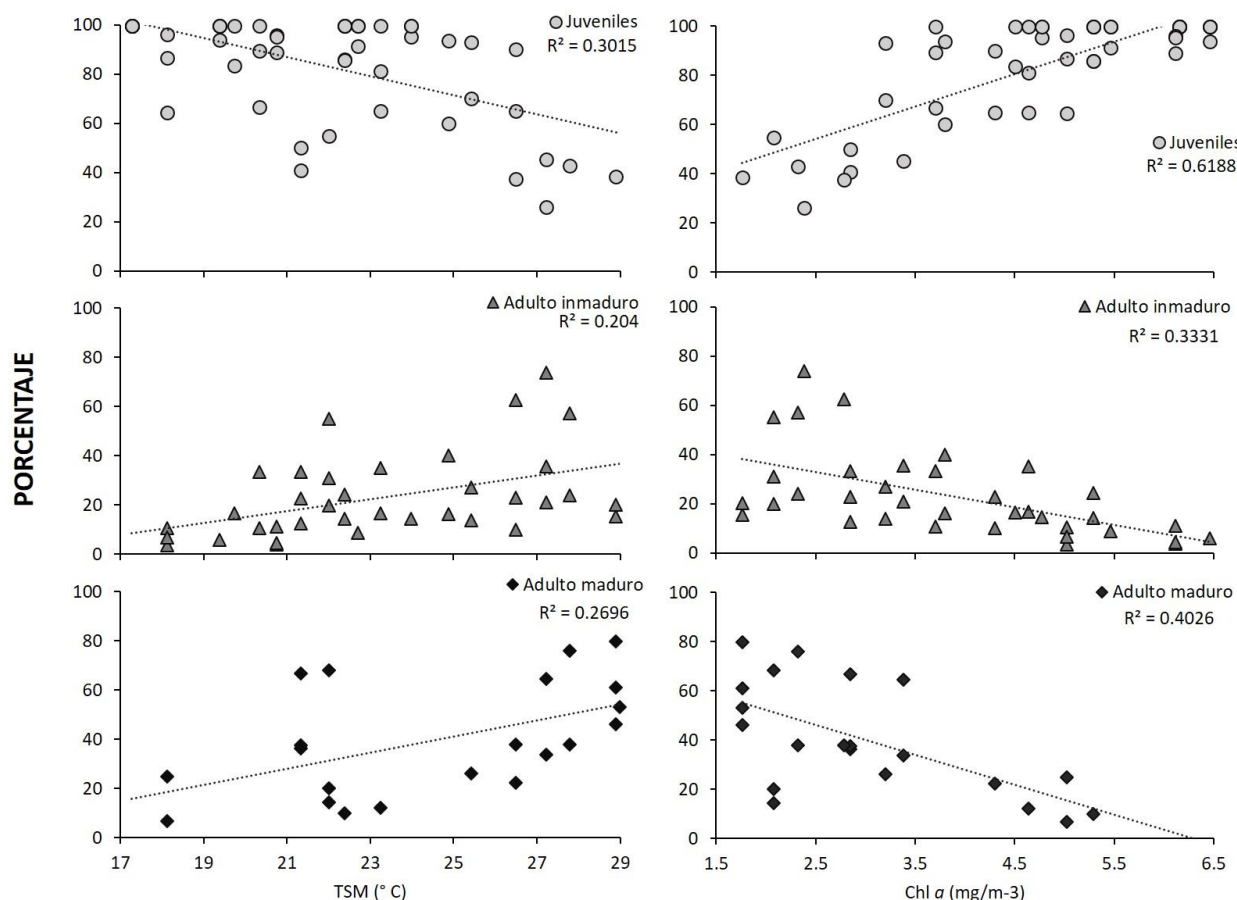 PORCENTAJE
100
80
60
40
20
0
Juveniles
R² = 0.3015
100
80
60
40
20
0
Juveniles
R² = 0.6188
100
80
60
40
20
0
Adulto inmaduro
R² = 0.204
100
80
60
40
20
0
Adulto inmaduro
R² = 0.3331
100
80
60
40
20
0
Adulto maduro
R² = 0.2696
17 19 21 23 25 27 29
TSM (° C)
100
80
60
40
20
0
Adulto maduro
R² = 0.4026
1.5 2.5 3.5 4.5 5.5 6.5
Chl a (mg/m-3)